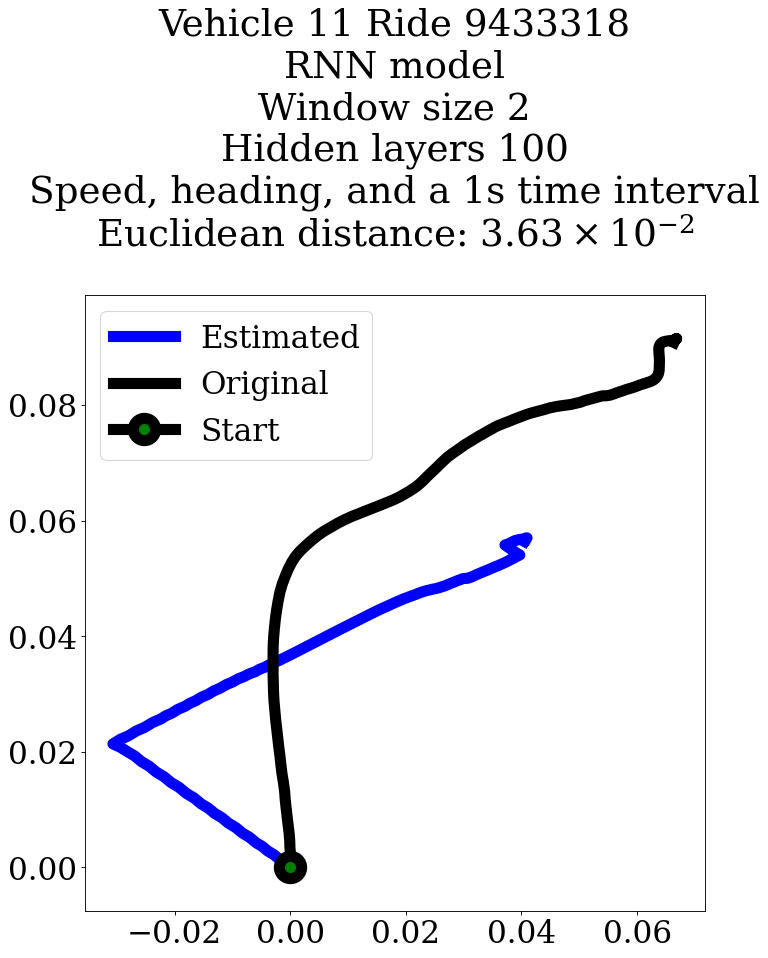 Vehicle 11 Ride 9433318
RNN model
Window size 2
Hidden layers 100
Speed, heading, and a 1s time interval
Euclidean distance: 3.63 × 10⁻²
Estimated
Original
Start
0.08
0.06
0.04
0.02
0.00
−0.02 0.00 0.02 0.04 0.06